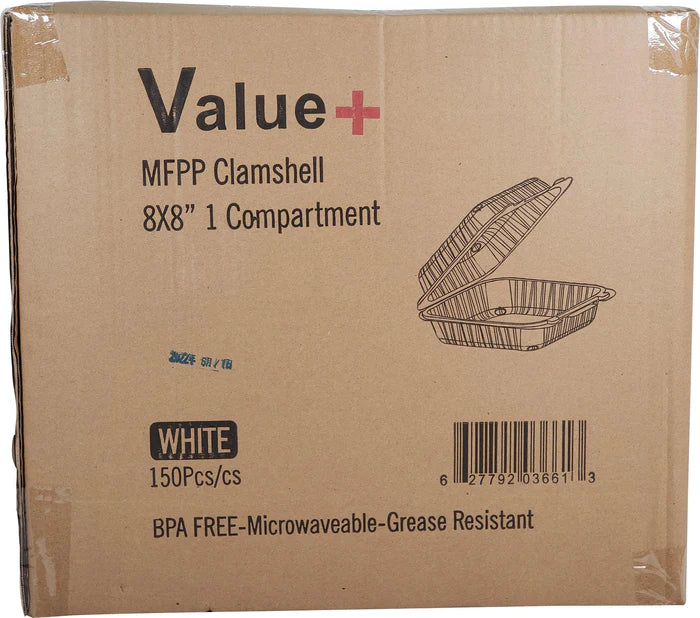 Value+
MFPP Clamshell
8X8” 1 Compartment
WHITE
150Pcs/cs
6 27792 03661 3
BPA FREE-Microwaveable-Grease Resistant